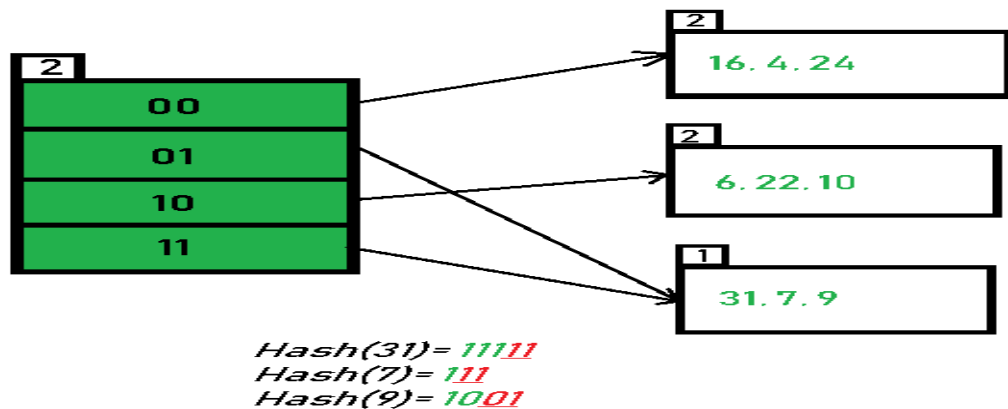 2
00
01
10
11
2
16. 4. 24
2
6. 22. 10
1
31. 7. 9
Hash(31)= 11111
Hash(7)= 111
Hash(9)= 1001